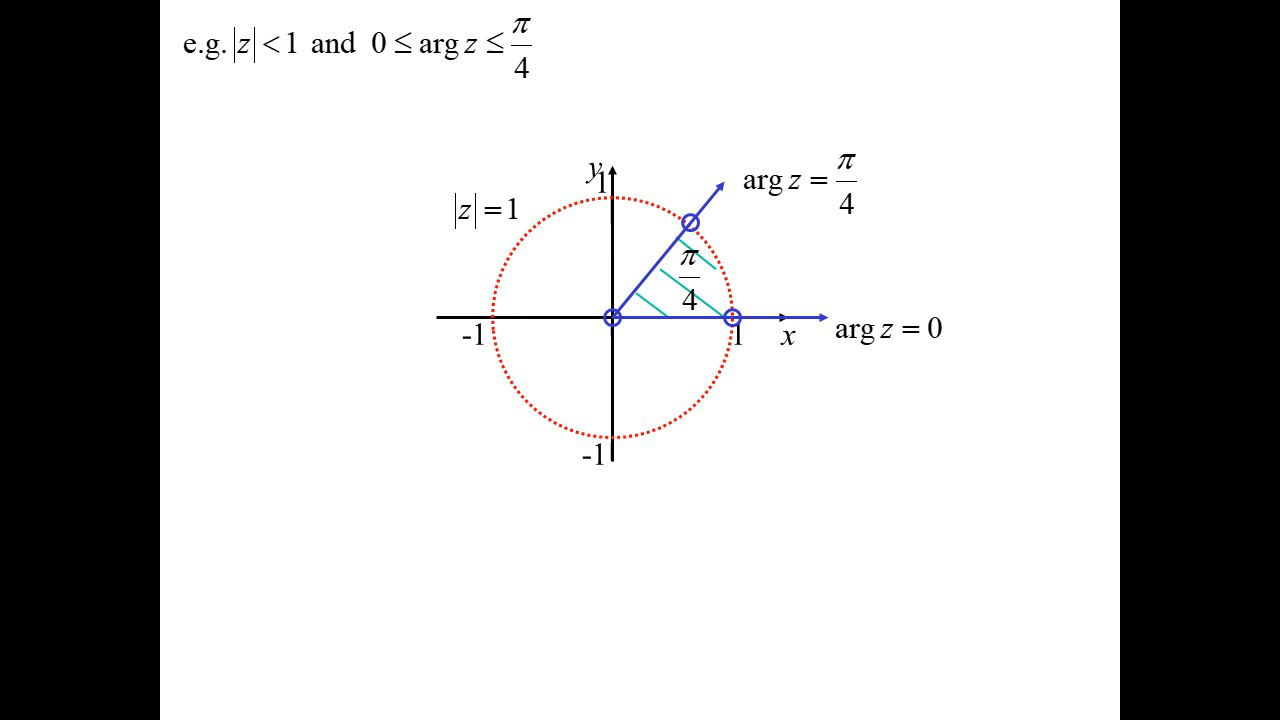 e.g. |z| < 1 and 0 ≤ arg z ≤ π/4
y
1
arg z = π/4
|z| = 1
π/4
-1
1
x
arg z = 0
-1